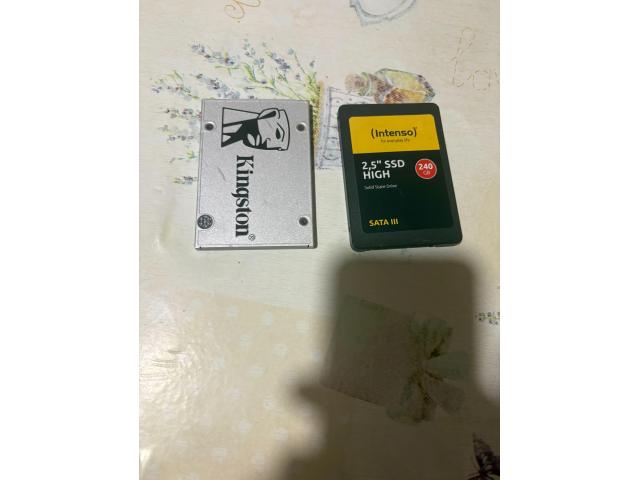 Kingston
®
(intenso)
for everyday life
2,5" SSD
HIGH
240
GB
Solid State Drive
SATA III